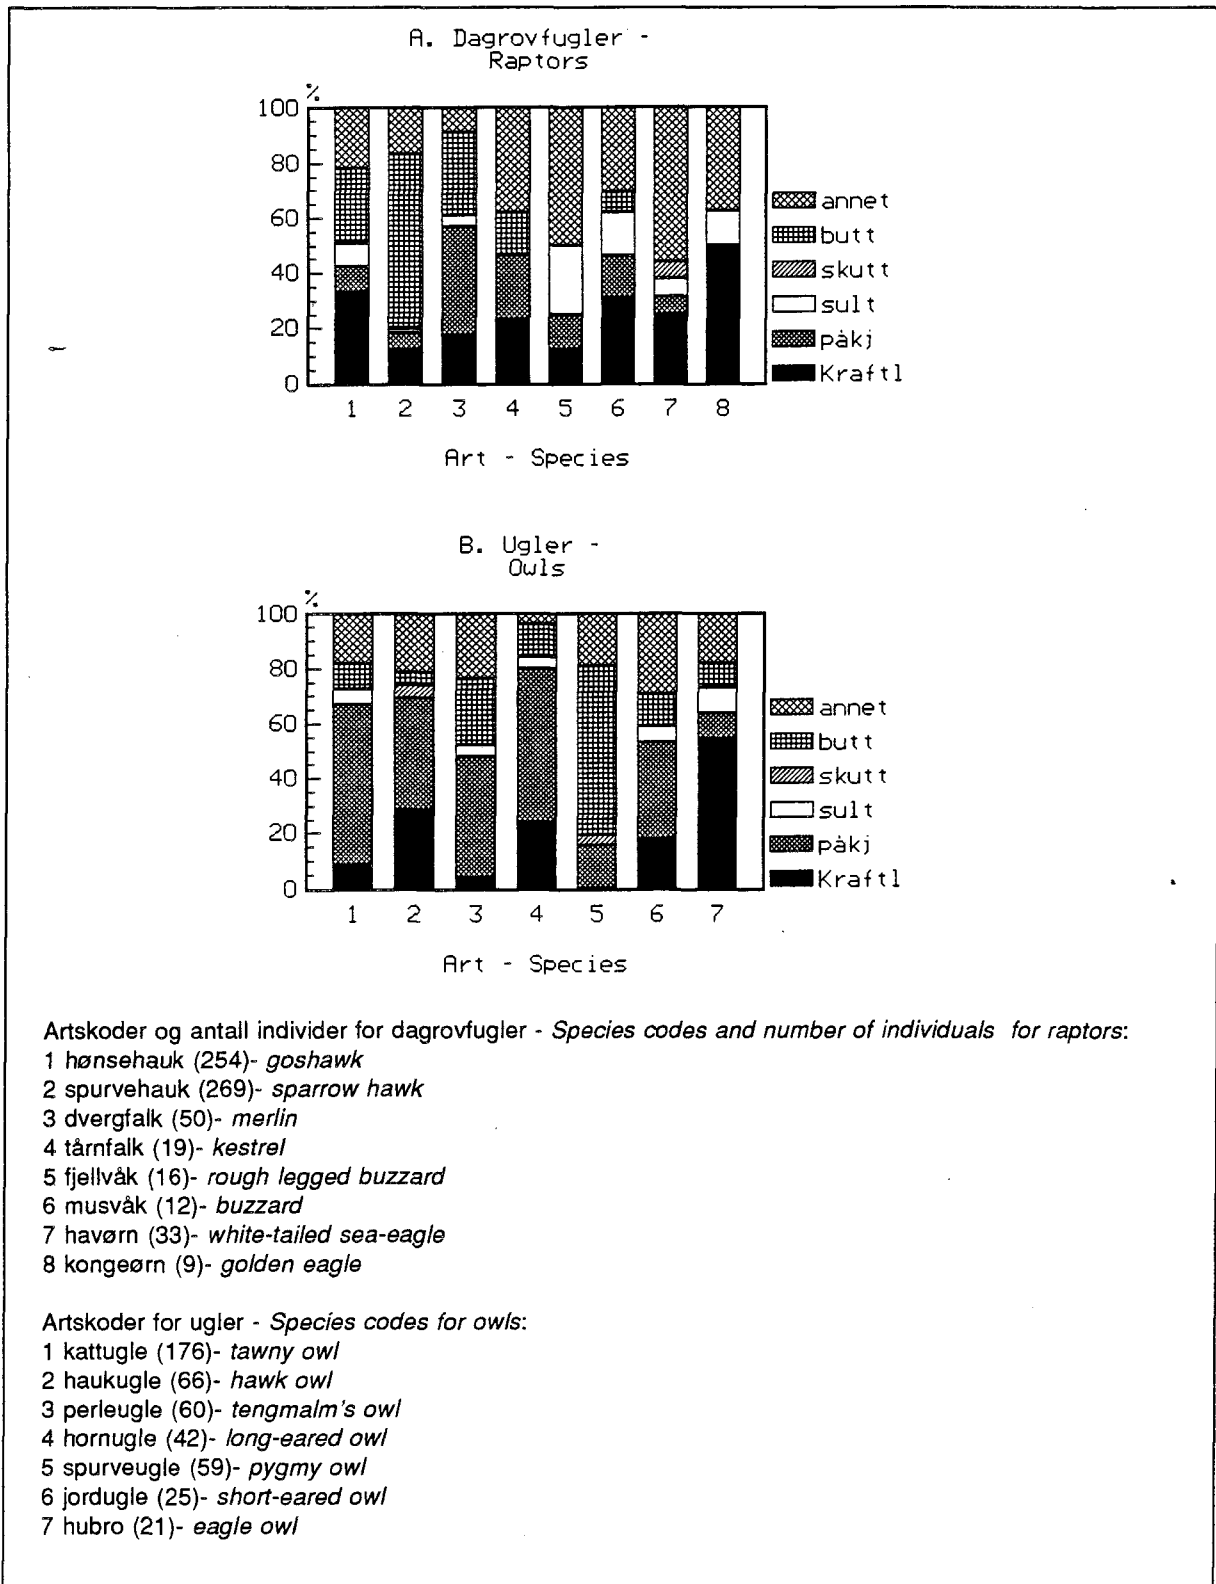 A. Dagrovfugler -
Raptors
%
100
80
60
40
20
0
1 2 3 4 5 6 7 8
Art - Species
annet
butt
skutt
sult
påkj
Kraftl
B. Ugler -
Owls
%
100
80
60
40
20
0
1 2 3 4 5 6 7
Art - Species
annet
butt
skutt
sult
påkj
Kraftl
Artskoder og antall individer for dagrovfugler - Species codes and number of individuals for raptors:
1 hønsehauk (254)- goshawk
2 spurvehauk (269)- sparrow hawk
3 dvergfalk (50)- merlin
4 tårnfalk (19)- kestrel
5 fjellvåk (16)- rough legged buzzard
6 musvåk (12)- buzzard
7 havørn (33)- white-tailed sea-eagle
8 kongeørn (9)- golden eagle
Artskoder for ugler - Species codes for owls:
1 kattugle (176)- tawny owl
2 haukugle (66)- hawk owl
3 perleugle (60)- tengmalm's owl
4 hornugle (42)- long-eared owl
5 spurveugle (59)- pygmy owl
6 jordugle (25)- short-eared owl
7 hubro (21)- eagle owl